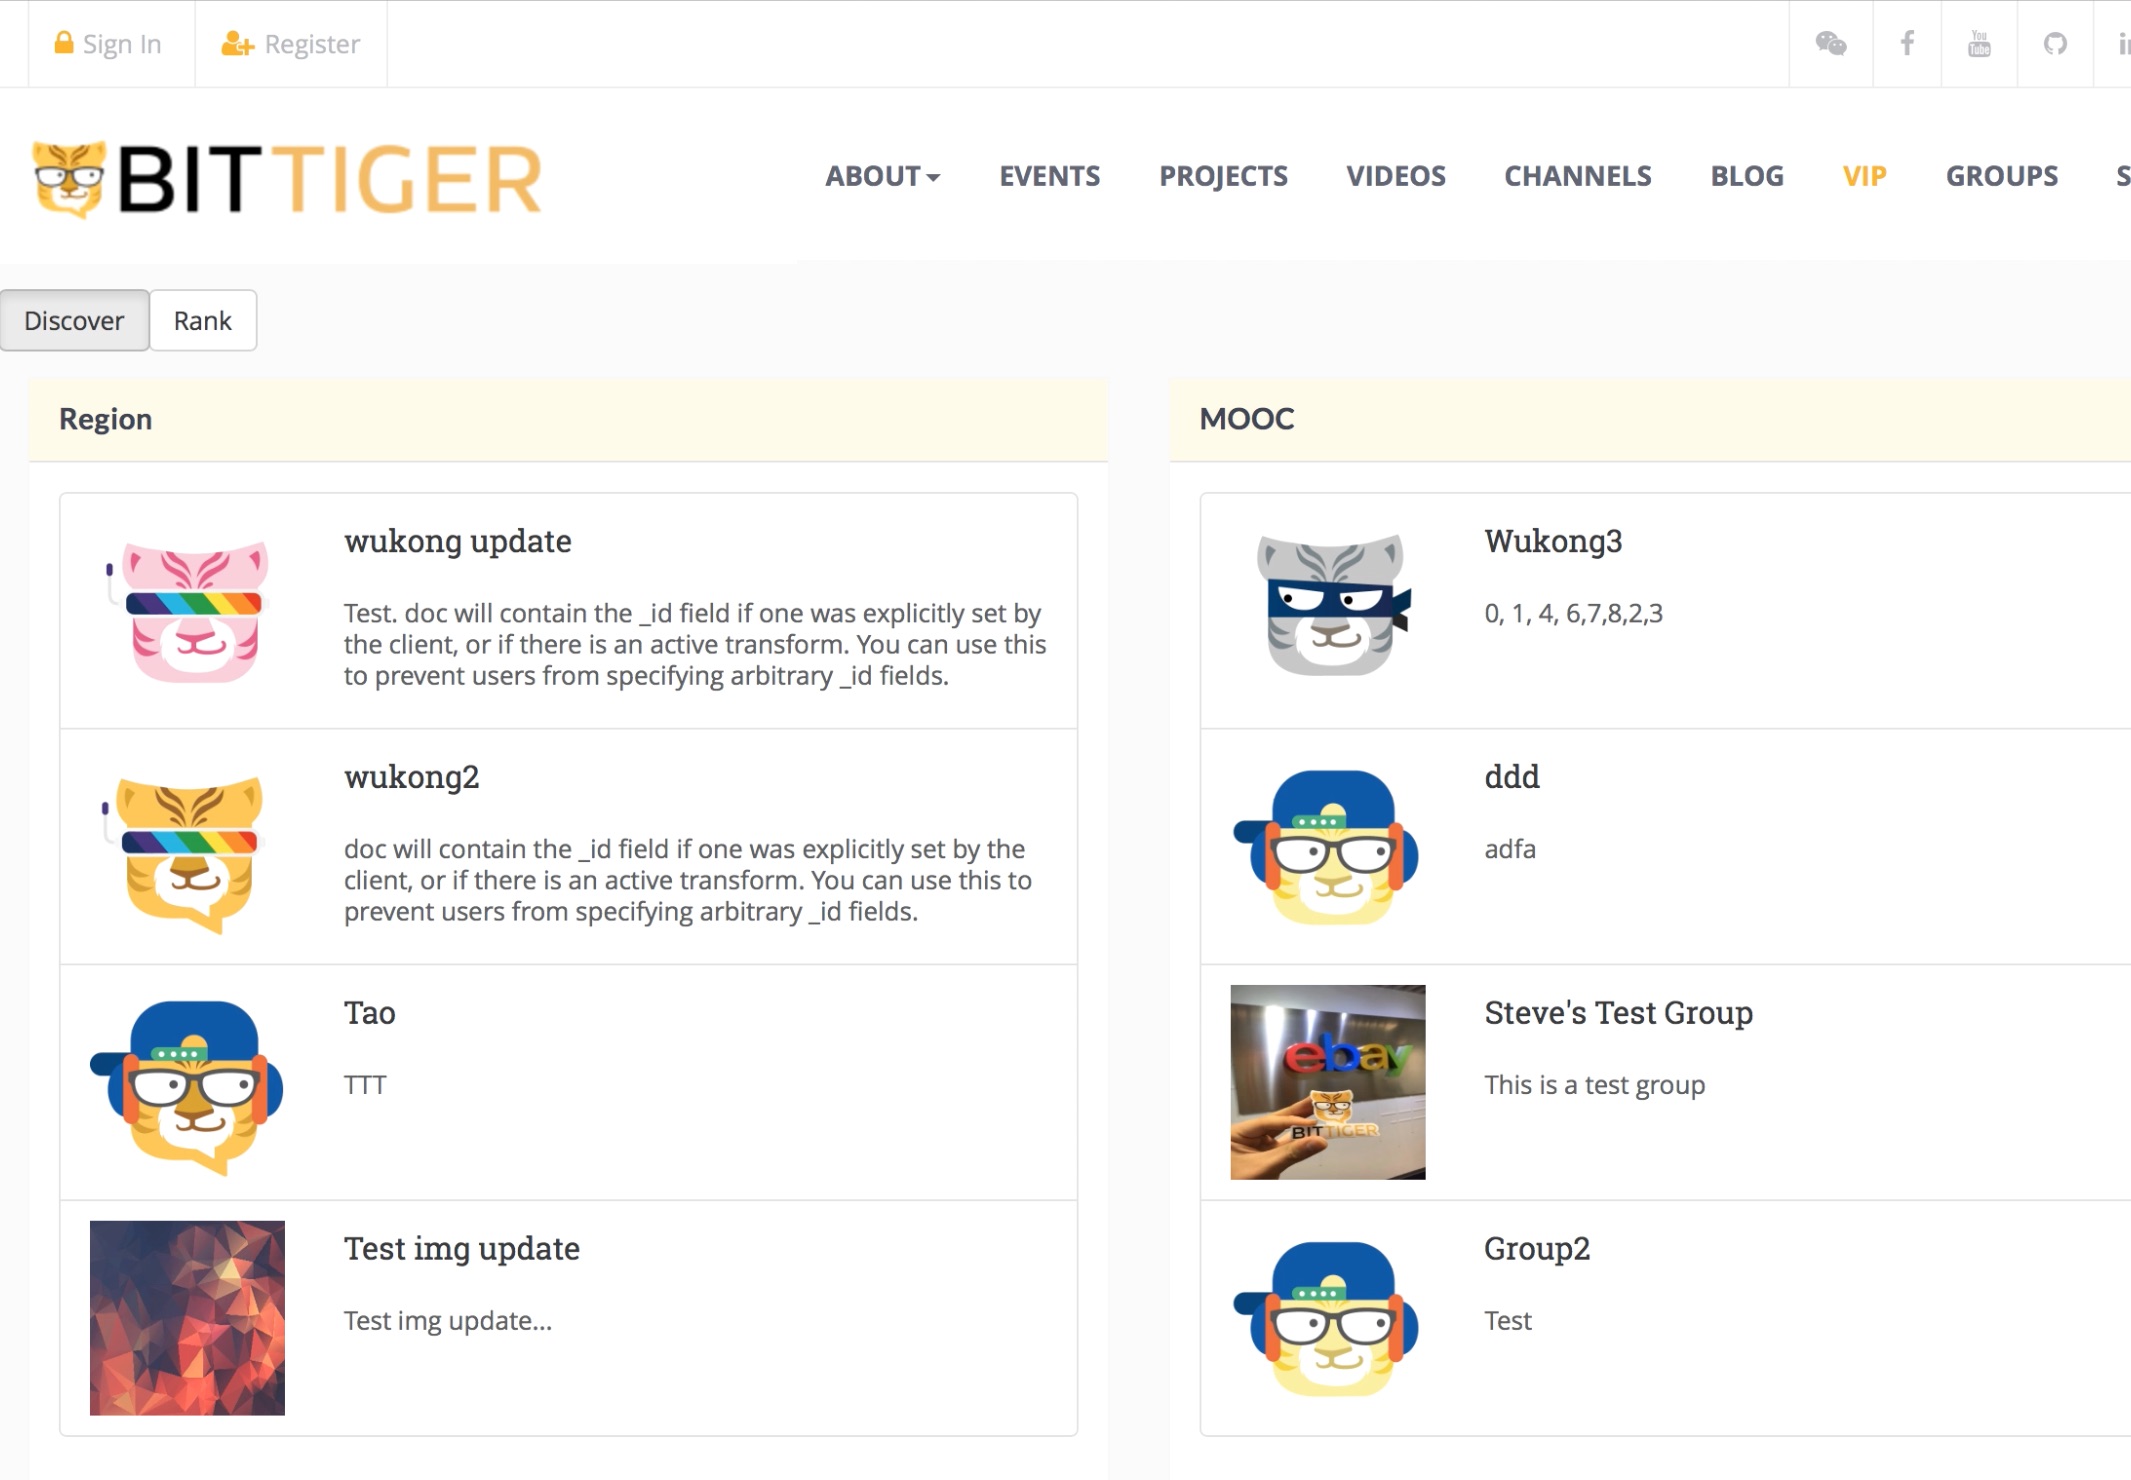 Sign In
Register
You
Tube
BITTIGER
ABOUT
EVENTS
PROJECTS
VIDEOS
CHANNELS
BLOG
VIP
GROUPS
S
Discover
Rank
Region
wukong update
Test. doc will contain the _id field if one was explicitly set by
the client, or if there is an active transform. You can use this
to prevent users from specifying arbitrary _id fields.
wukong2
doc will contain the _id field if one was explicitly set by the
client, or if there is an active transform. You can use this to
prevent users from specifying arbitrary _id fields.
Tao
TTT
Test img update
Test img update...
MOOC
Wukong3
0, 1, 4, 6,7,8,2,3
ddd
adfa
Steve's Test Group
This is a test group
ebay
BITTIGER
Group2
Test